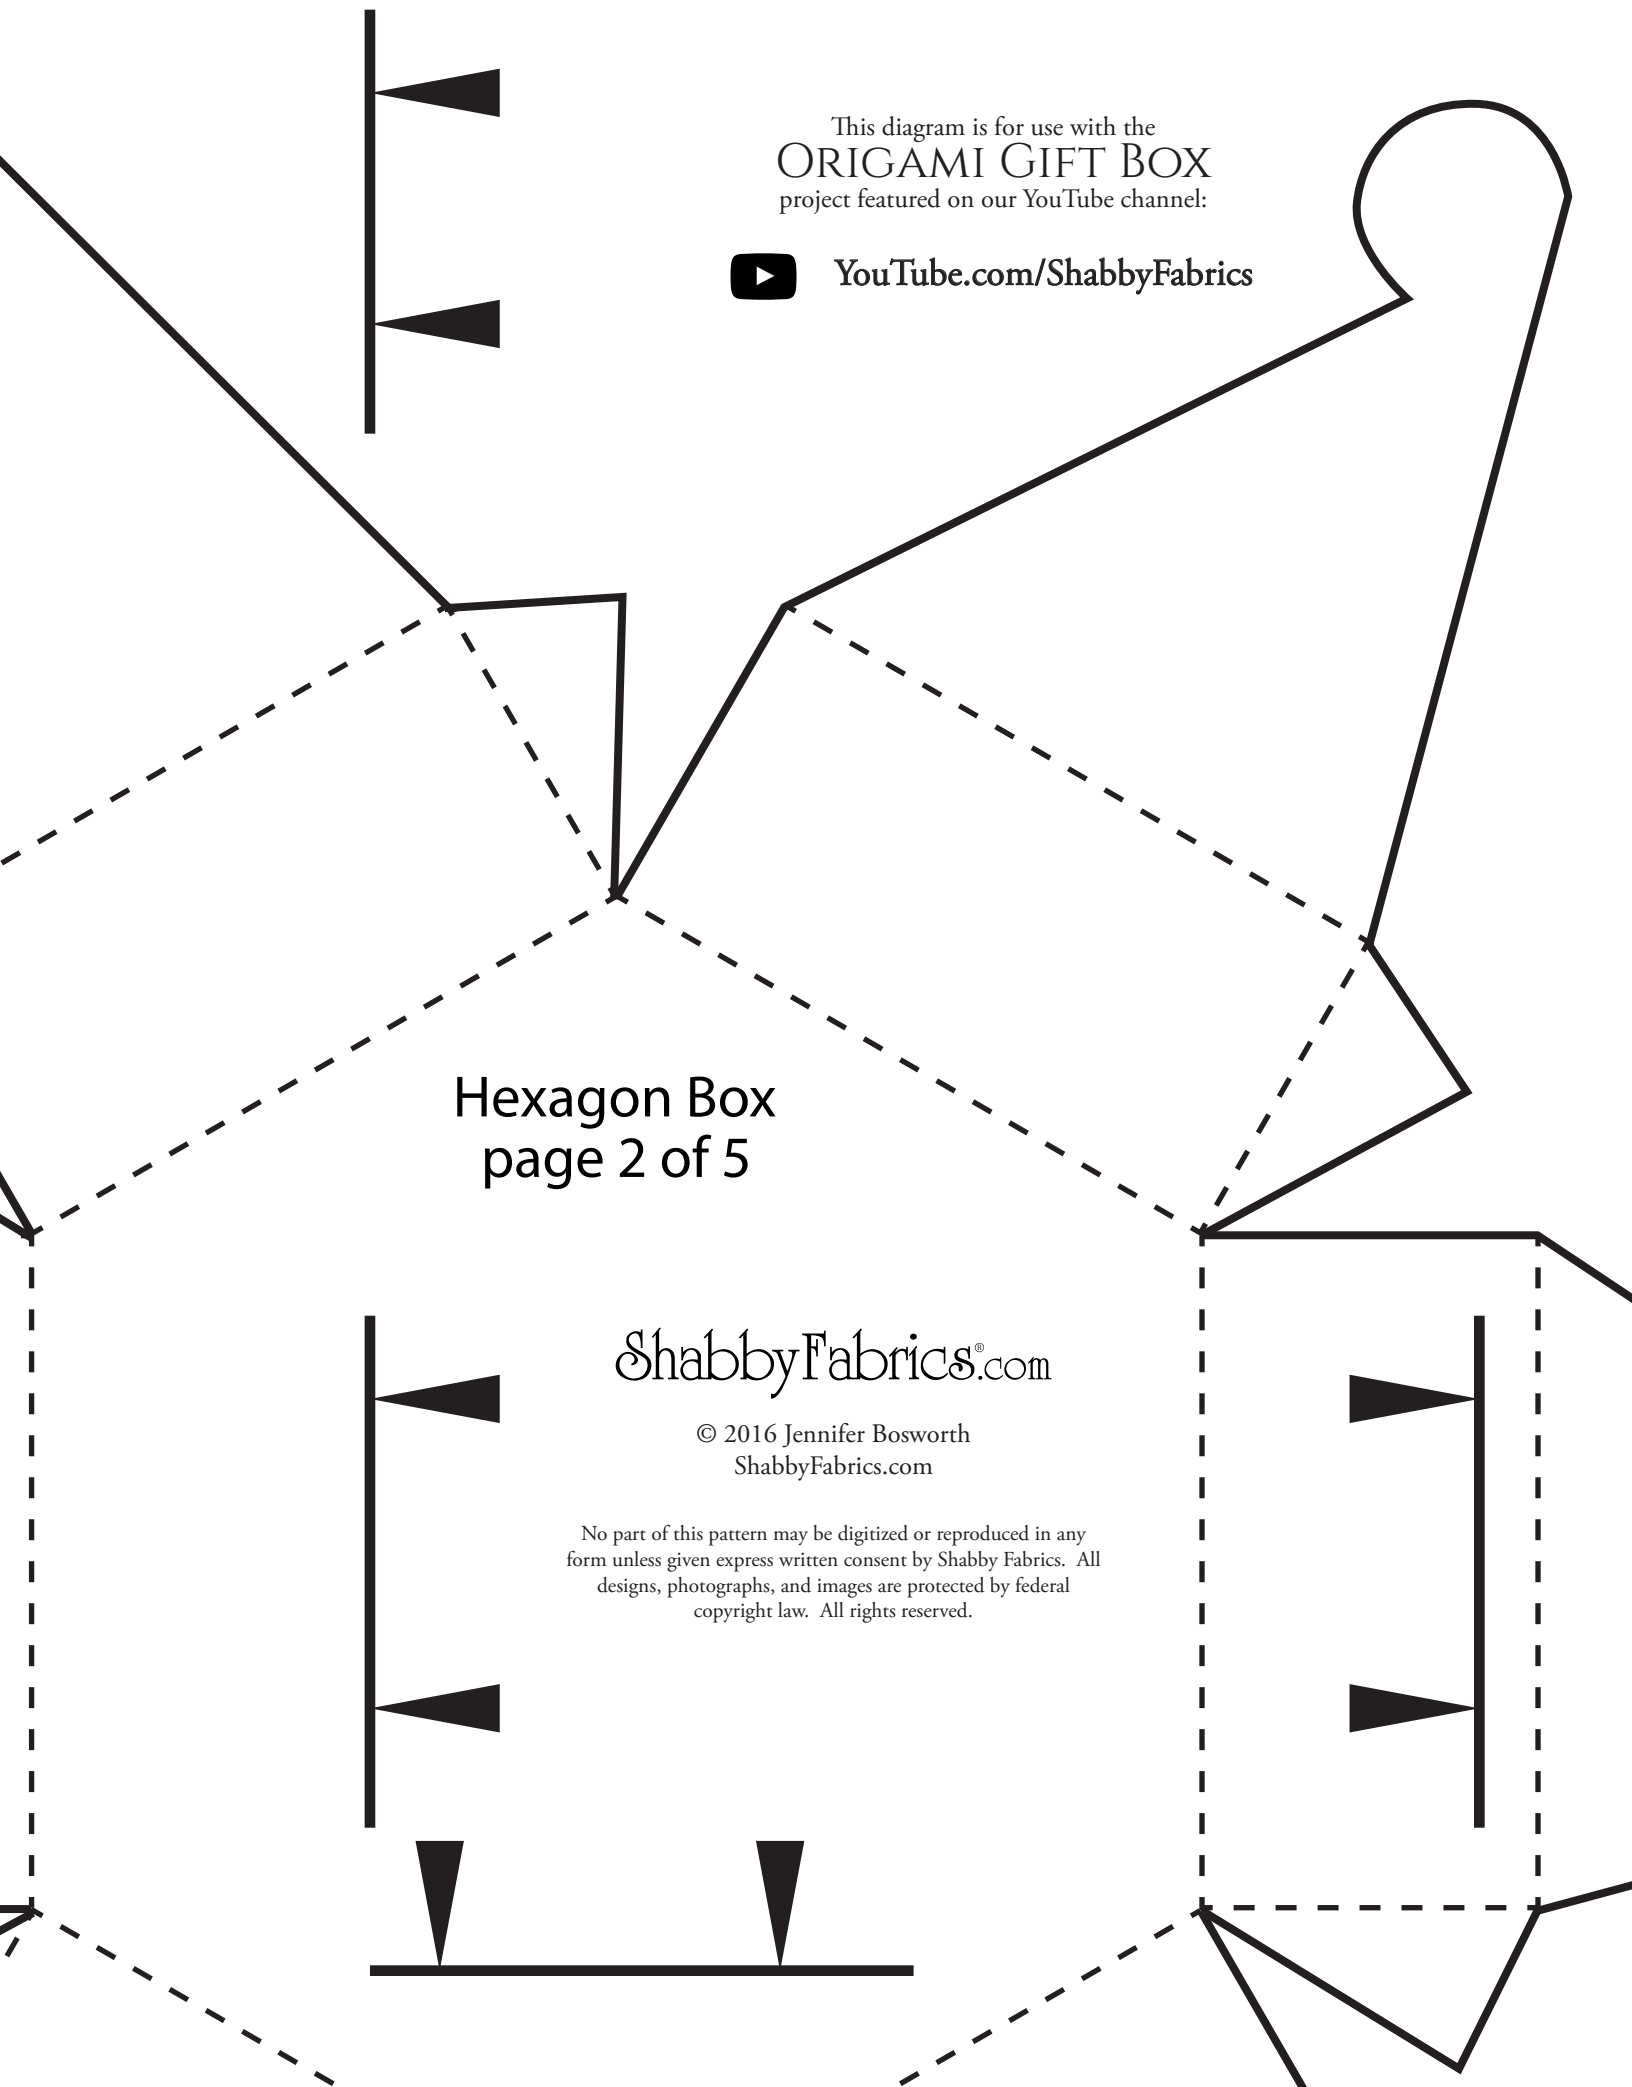 This diagram is for use with the
Origami Gift Box
project featured on our YouTube channel:
YouTube.com/ShabbyFabrics
Hexagon Box
page 2 of 5
ShabbyFabrics®.com
© 2016 Jennifer Bosworth
ShabbyFabrics.com
No part of this pattern may be digitized or reproduced in any
form unless given express written consent by Shabby Fabrics.  All
designs, photographs, and images are protected by federal
copyright law.  All rights reserved.